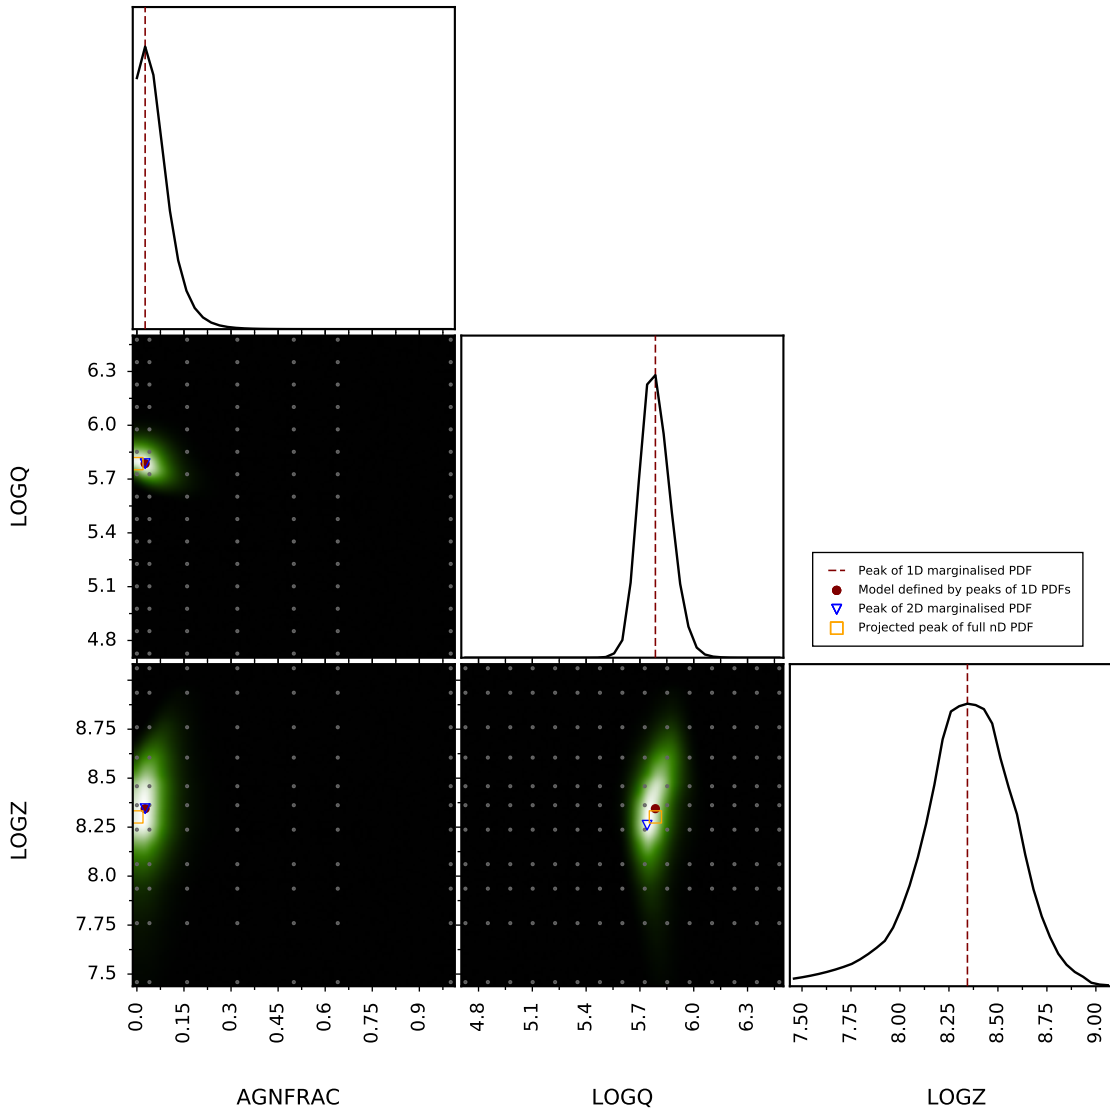 LOGQ
6.3
6.0
5.7
5.4
5.1
4.8
Peak of 1D marginalised PDF
Model defined by peaks of 1D PDFs
Peak of 2D marginalised PDF
Projected peak of full nD PDF
LOGZ
8.75
8.5
8.25
8.0
7.75
7.5
0.0 0.15 0.3 0.45 0.6 0.75 0.9
4.8 5.1 5.4 5.7 6.0 6.3
7.50 7.75 8.00 8.25 8.50 8.75 9.00
AGNFRAC LOGQ LOGZ